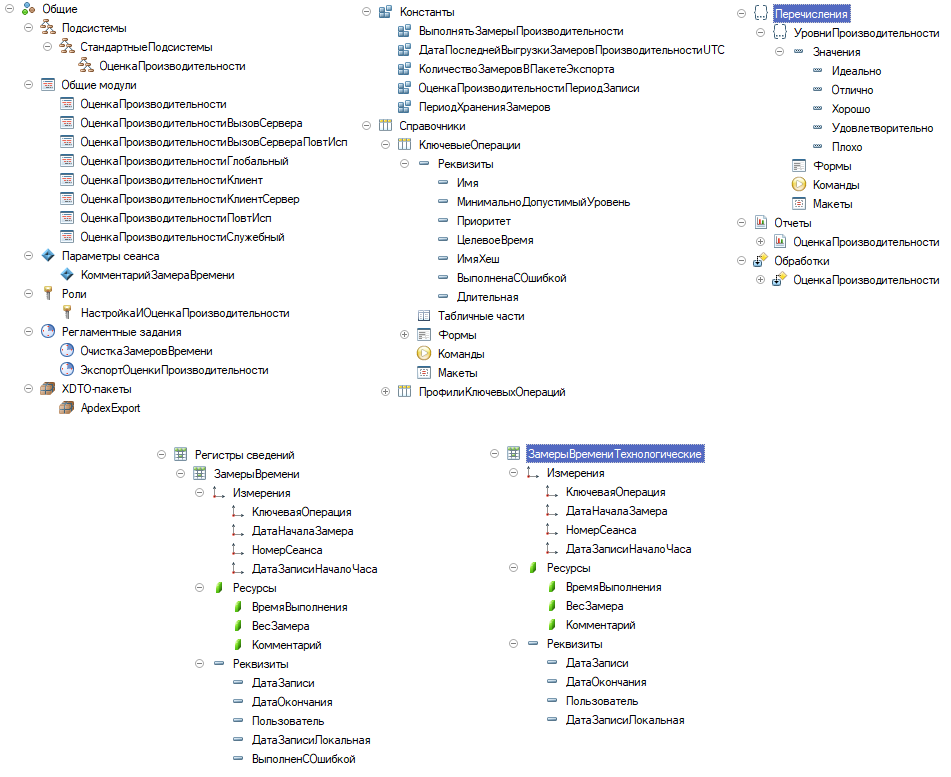 Общие
Подсистемы
СтандартныеПодсистемы
ОценкаПроизводительности
Общие модули
ОценкаПроизводительности
ОценкаПроизводительностиВызовСервера
ОценкаПроизводительностиВызовСервераПовтИсп
ОценкаПроизводительностиГлобальный
ОценкаПроизводительностиКлиент
ОценкаПроизводительностиКлиентСервер
ОценкаПроизводительностиПовтИсп
ОценкаПроизводительностиСлужебный
Параметры сеанса
КомментарийЗамераВремени
Роли
НастройкаИОценкаПроизводительности
Регламентные задания
ОчисткаЗамеровВремени
ЭкспортОценкиПроизводительности
XDTO-пакеты
ApdexExport
Константы
ВыполнятьЗамерыПроизводительности
ДатаПоследнейВыгрузкиЗамеровПроизводительностиUTC
КоличествоЗамеровВПакетеЭкспорта
ОценкаПроизводительностиПериодЗаписи
ПериодХраненияЗамеров
Справочники
КлючевыеОперации
Реквизиты
Имя
МинимальноДопустимыйУровень
Приоритет
ЦелевоеВремя
ИмяХеш
ВыполненаСОшибкой
Длительная
Табличные части
Формы
Команды
Макеты
ПрофилиКлючевыхОпераций
Перечисления
УровниПроизводительности
Значения
Идеально
Отлично
Хорошо
Удовлетворительно
Плохо
Формы
Команды
Макеты
Отчеты
ОценкаПроизводительности
Обработки
ОценкаПроизводительности
Регистры сведений
ЗамерыВремени
Измерения
КлючеваяОперация
ДатаНачалаЗамера
НомерСеанса
ДатаЗаписиНачалоЧаса
Ресурсы
ВремяВыполнения
ВесЗамера
Комментарий
Реквизиты
ДатаЗаписи
ДатаОкончания
Пользователь
ДатаЗаписиЛокальная
ВыполненСОшибкой
ЗамерыВремениТехнологические
Измерения
КлючеваяОперация
ДатаНачалаЗамера
НомерСеанса
ДатаЗаписиНачалоЧаса
Ресурсы
ВремяВыполнения
ВесЗамера
Комментарий
Реквизиты
ДатаЗаписи
ДатаОкончания
Пользователь
ДатаЗаписиЛокальная